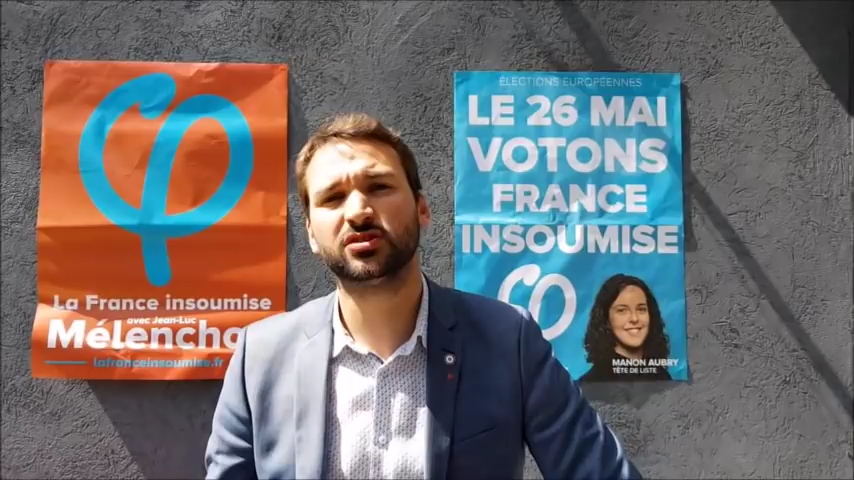 La France insoumise
avec Jean-Luc
Mélencho
lafranceinsoumise.fr
ÉLECTIONS EUROPÉENNES
LE 26 MAI
VOTONS
FRANCE
INSOUMISE
MANON AUBRY
TÊTE DE LISTE